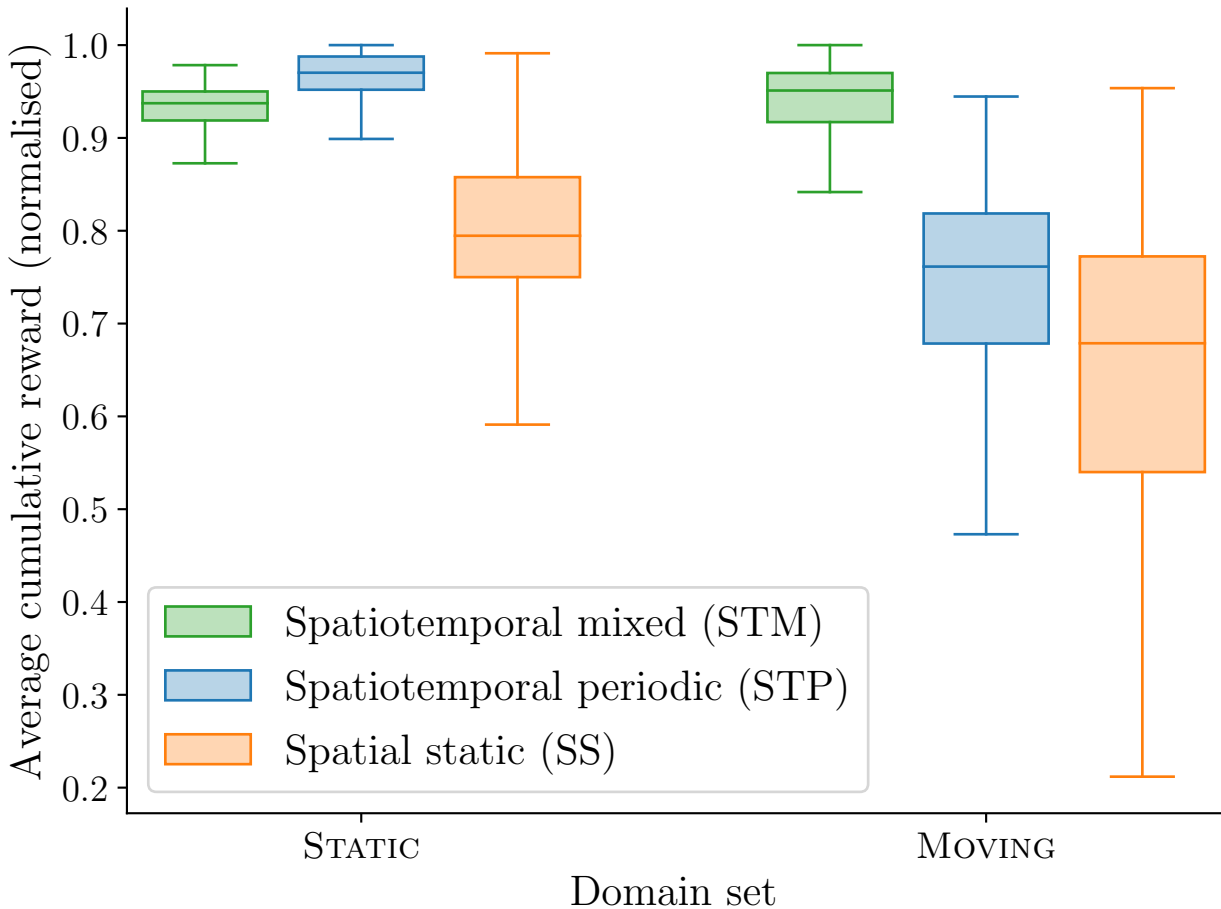 Average cumulative reward (normalised)
1.0
0.9
0.8
0.7
0.6
0.5
0.4
0.3
0.2
Spatiotemporal mixed (STM)
Spatiotemporal periodic (STP)
Spatial static (SS)
STATIC
MOVING
Domain set